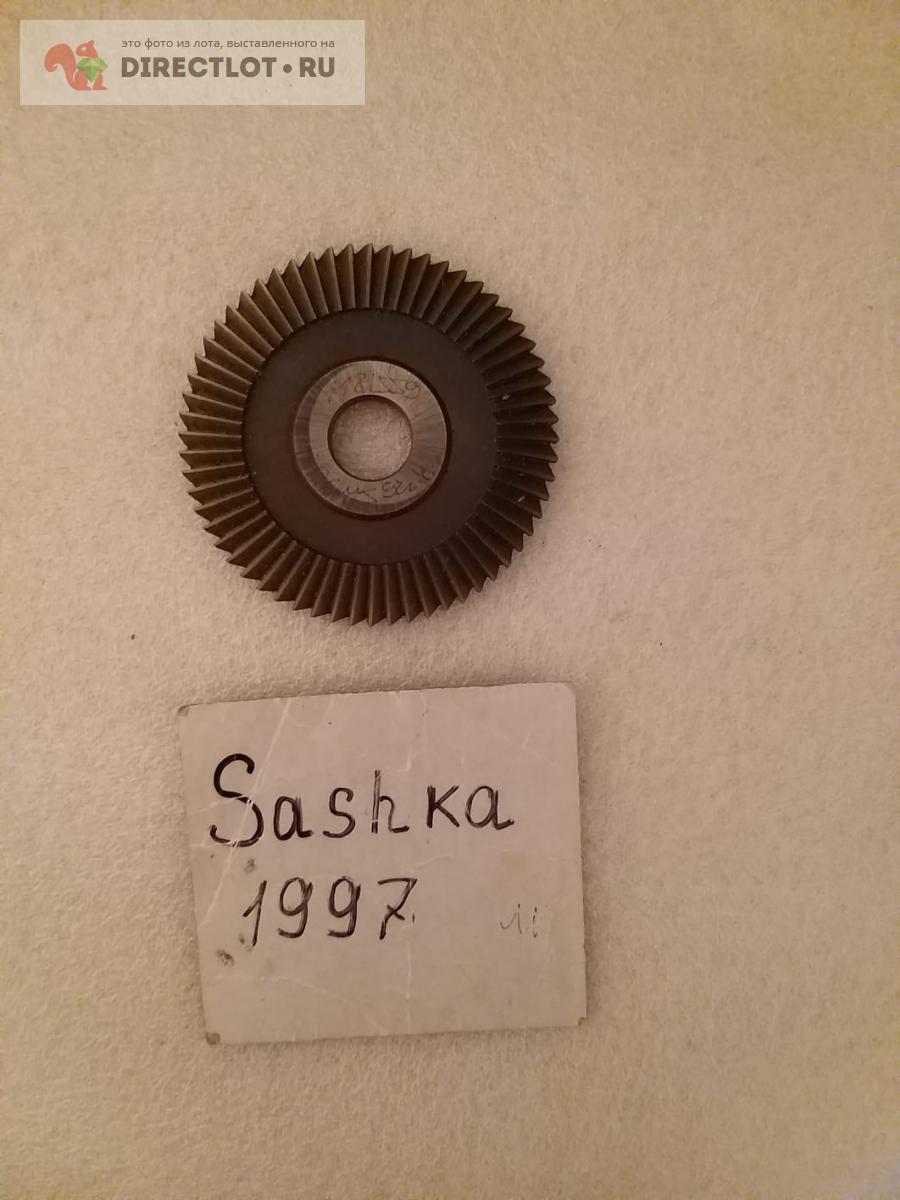 это фото из лота, выставленного на
DIRECTLOT•RU
Sashka
1997